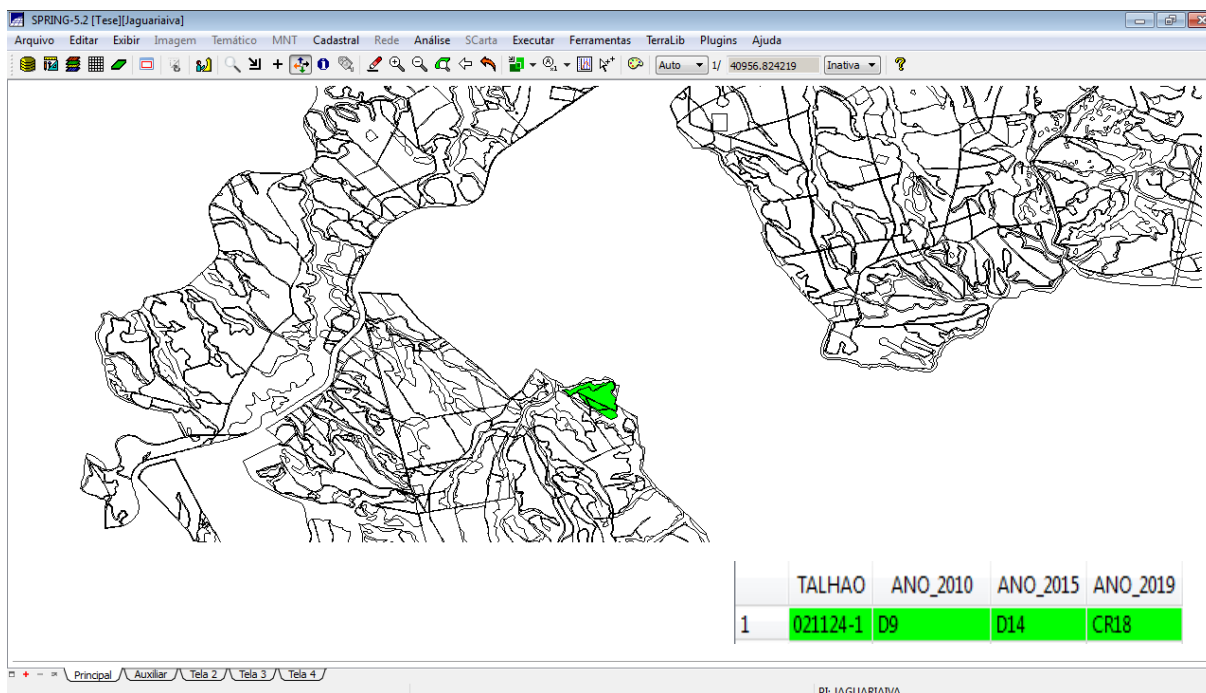 SPRING-5.2 [Tese][Jaguariaiva]
Arquivo Editar Exibir Imagem Temático MNT Cadastral Rede Análise SCarta Executar Ferramentas TerraLib Plugins Ajuda
Auto 1/ 40956.824219 Inativa
TALHAO ANO_2010 ANO_2015 ANO_2019
1 021124-1 D9 D14 CR18
Principal Auxiliar Tela 2 Tela 3 Tela 4
PI: JAGUARIAIVA